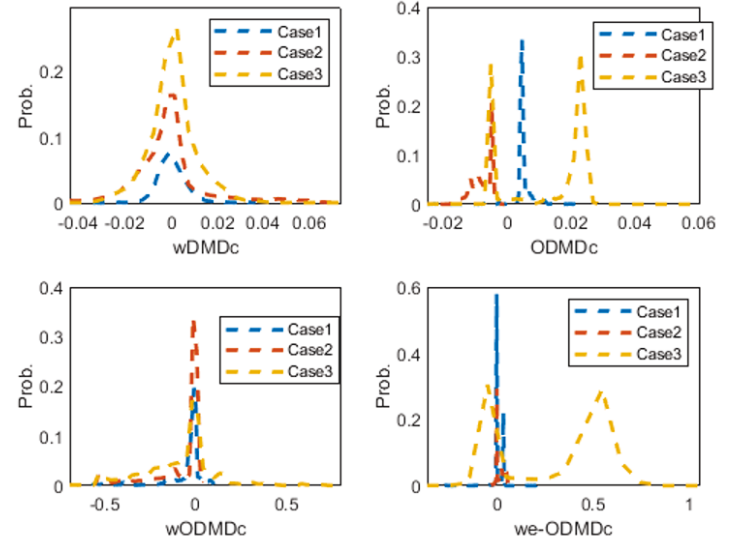 Prob.
0.2
0.1
0
-0.04 -0.02 0 0.02 0.04 0.06
wDMDc
Case1
Case2
Case3
Prob.
0.4
0.3
0.2
0.1
0
-0.02 0 0.02 0.04 0.06
ODMDc
Case1
Case2
Case3
Prob.
0.4
0.3
0.2
0.1
0
-0.5 0 0.5
wODMDc
Case1
Case2
Case3
Prob.
0.6
0.4
0.2
0
0 0.5 1
we-ODMDc
Case1
Case2
Case3